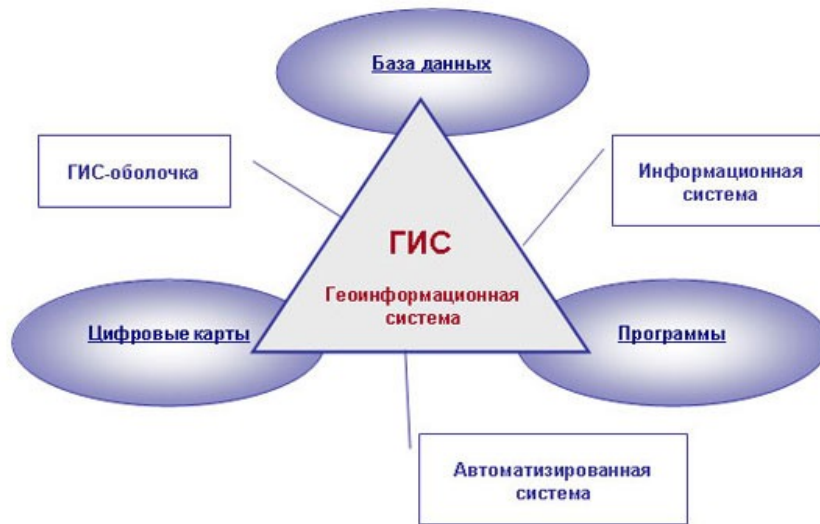 База данных
ГИС-оболочка
Информационная
система
ГИС
Геоинформационная
система
Цифровые карты
Программы
Автоматизированная
система